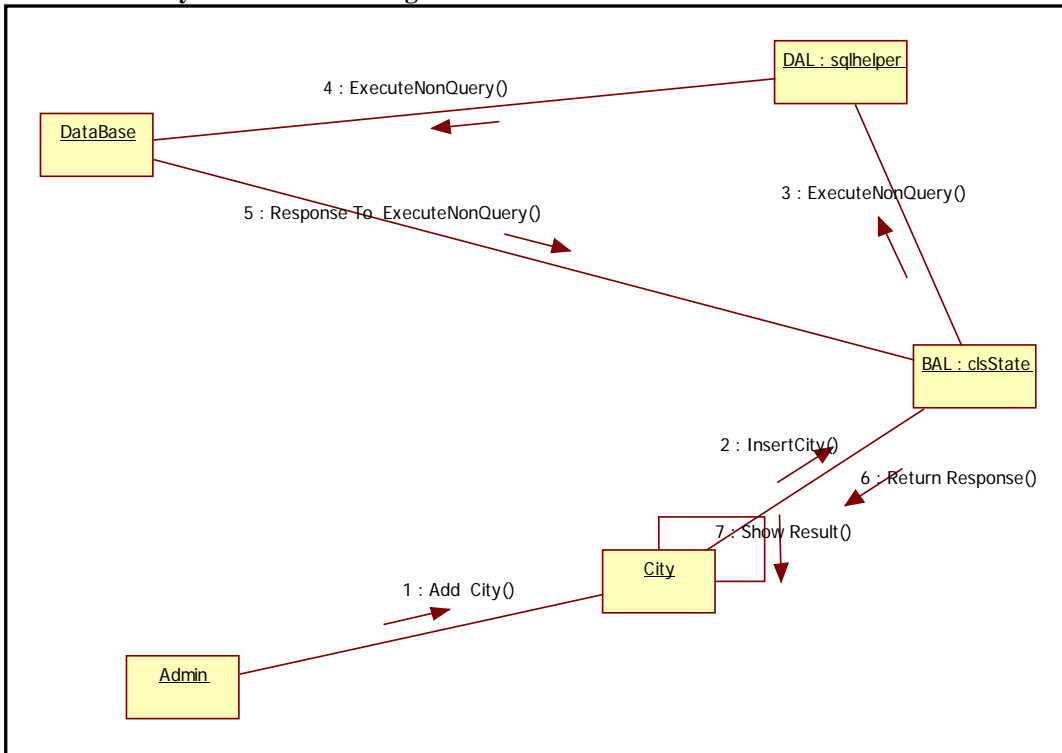 DAL : sqlhelper
4 : ExecuteNonQuery()
DataBase
3 : ExecuteNonQuery()
5 : Response To ExecuteNonQuery()
BAL : clsState
2 : InsertCity()
6 : Return Response()
7 : Show Result()
City
1 : Add City()
Admin